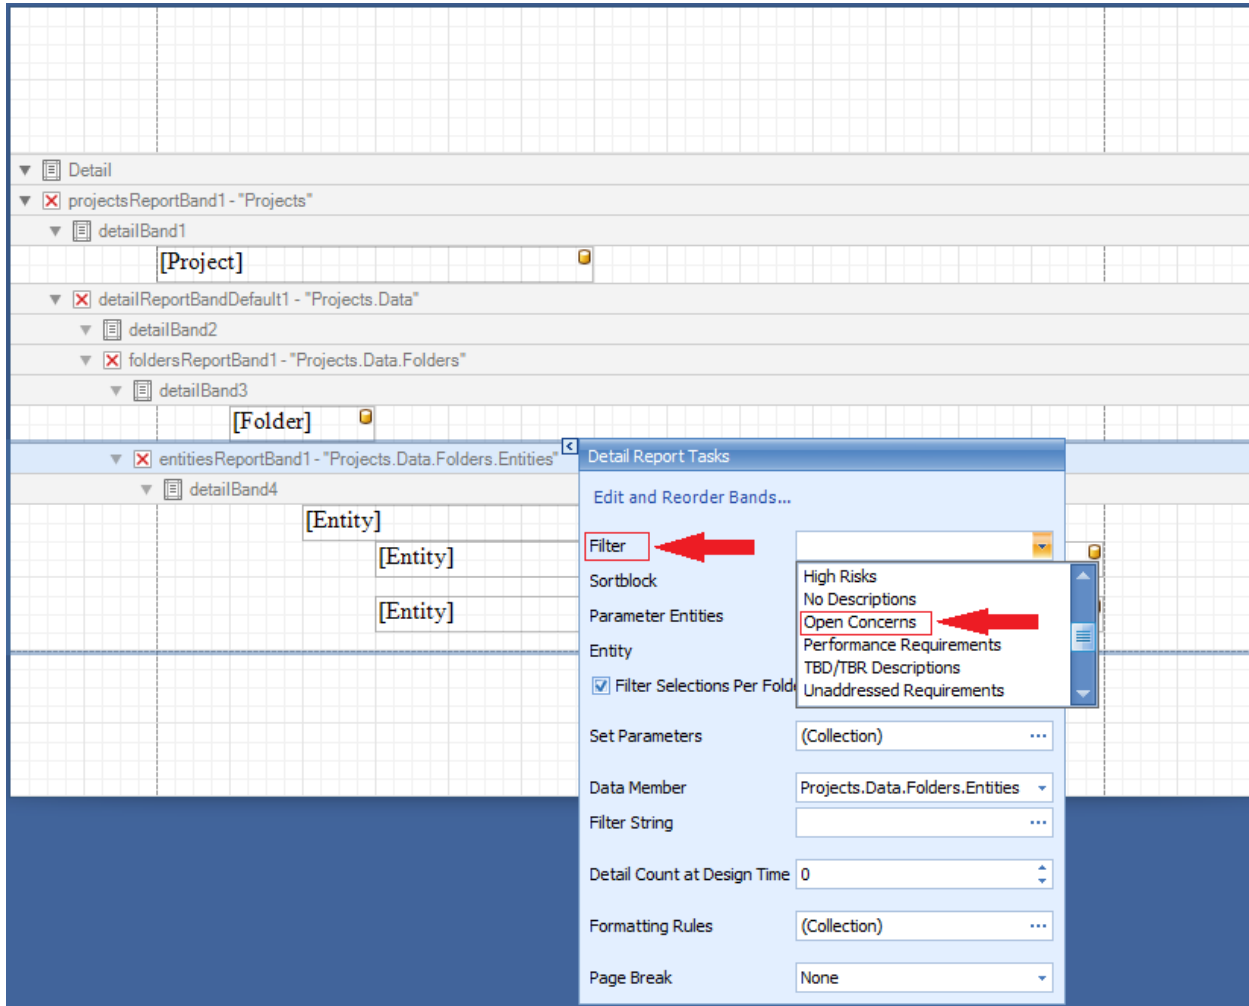 Detail
projectsReportBand1 - "Projects"
detailBand1
[Project]
detailReportBandDefault1 - "Projects.Data"
detailBand2
foldersReportBand1 - "Projects.Data.Folders"
detailBand3
[Folder]
entitiesReportBand1 - "Projects.Data.Folders.Entities"
detailBand4
[Entity]
[Entity]
[Entity]
Detail Report Tasks
Edit and Reorder Bands...
Filter
Sortblock
Parameter Entities
Entity
High Risks
No Descriptions
Open Concerns
Performance Requirements
TBD/TBR Descriptions
Unaddressed Requirements
Filter Selections Per
Set Parameters (Collection) ...
Data Member Projects.Data.Folders.Entities
Filter String ...
Detail Count at Design Time 0
Formatting Rules (Collection) ...
Page Break None